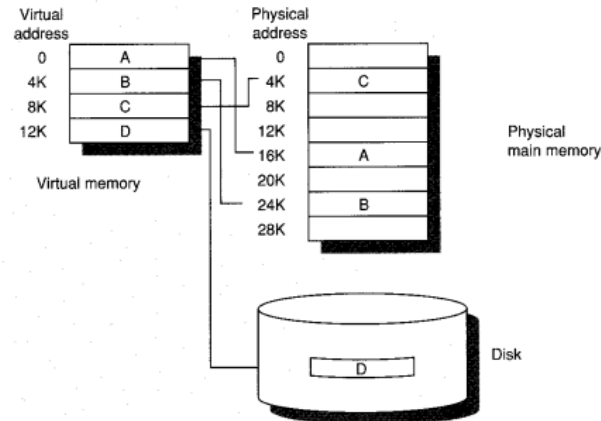 Virtual address
0 A
4K B
8K C
12K D
Virtual memory
Physical address
0
4K C
8K
12K
16K A
20K
24K B
28K
Physical main memory
D
Disk